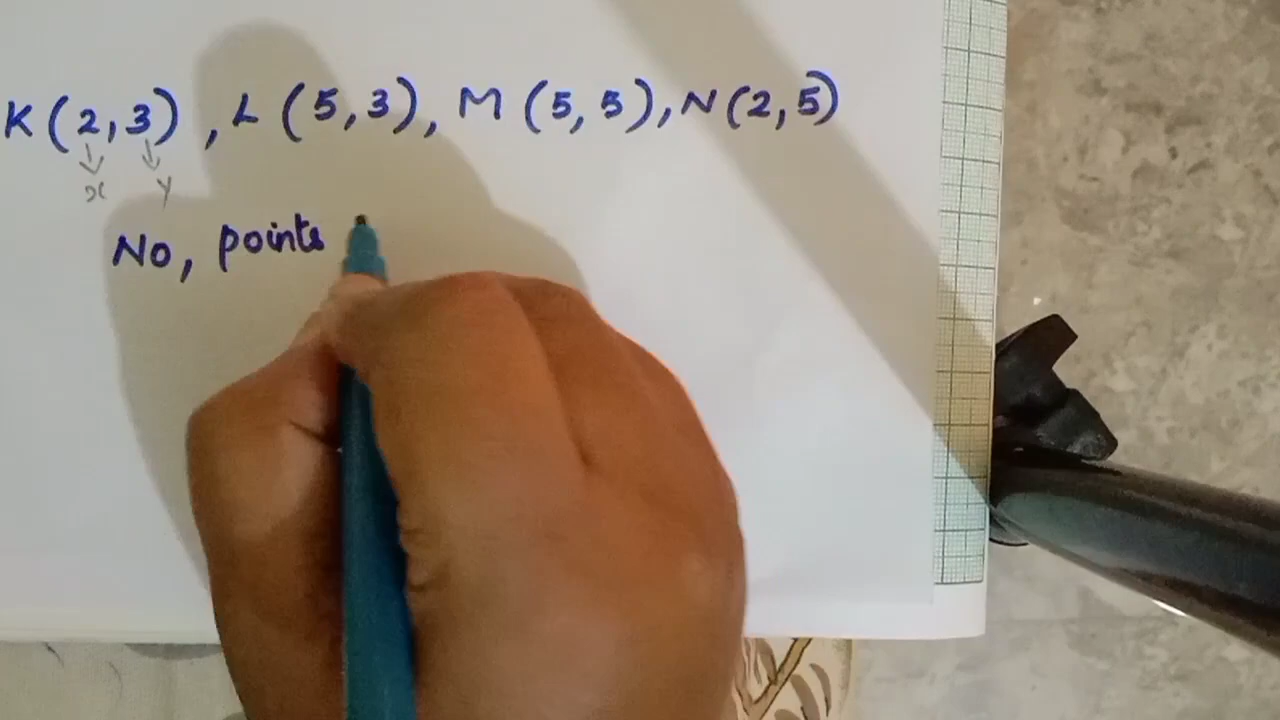 K (2,3) , L (5,3), M (5,5), N (2,5)
x y
No, points